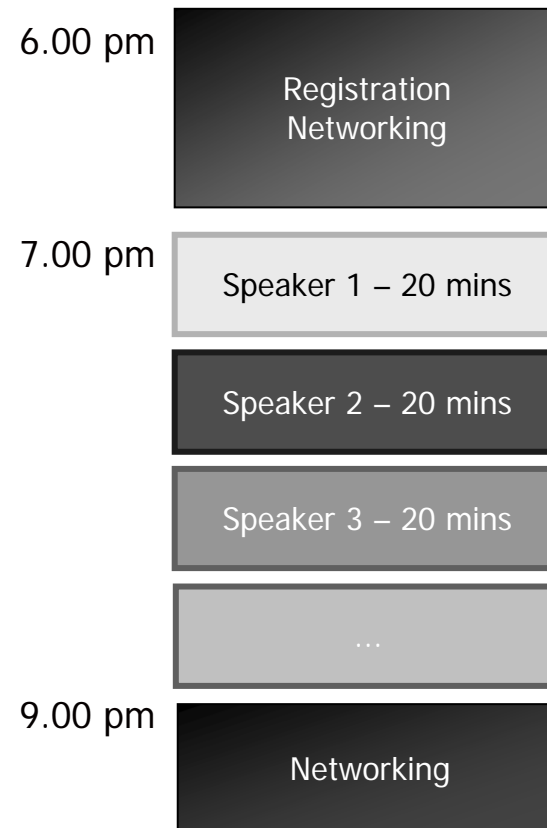 6.00 pm
Registration
Networking
7.00 pm
Speaker 1 – 20 mins
Speaker 2 – 20 mins
Speaker 3 – 20 mins
…
9.00 pm
Networking